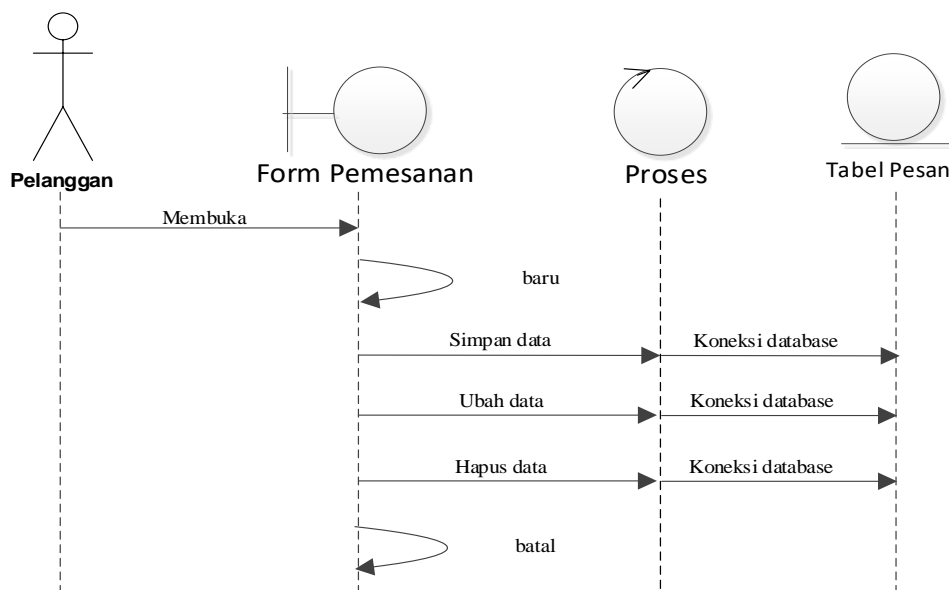 Pelanggan
Form Pemesanan
Proses
Tabel Pesan
Membuka
baru
Simpan data
Koneksi database
Ubah data
Koneksi database
Hapus data
Koneksi database
batal